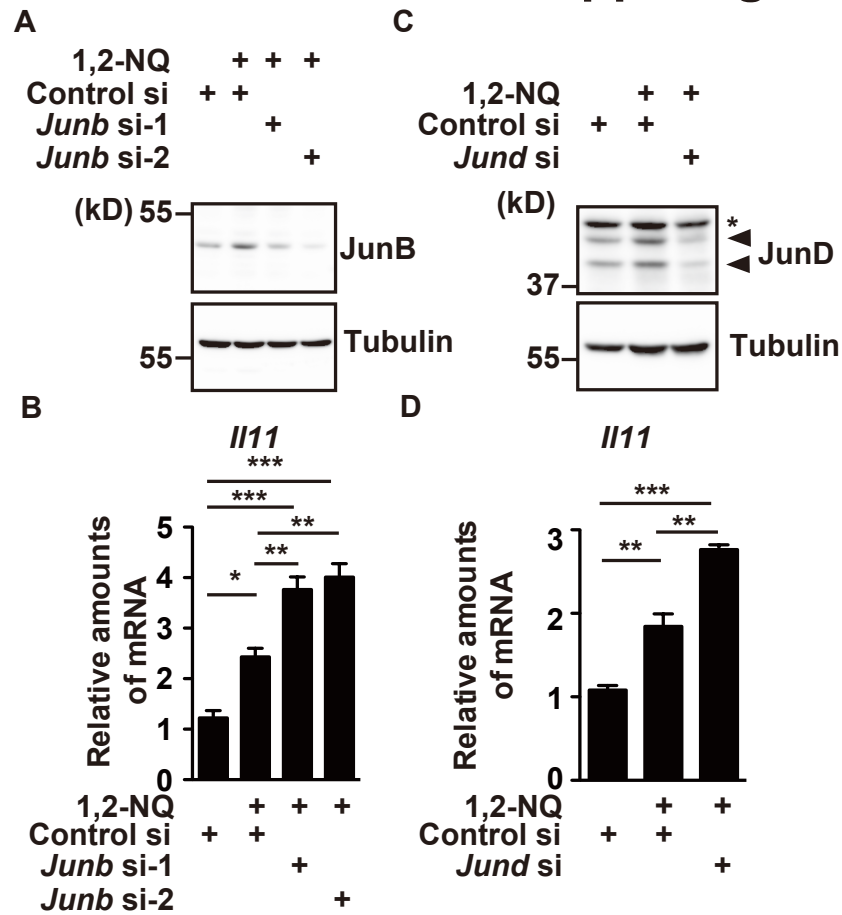 A
1,2-NQ + + +
Control si + +
Junb si-1 +
Junb si-2 +
(kD) 55
JunB
55
Tubulin
C
1,2-NQ + +
Control si + +
Jund si +
(kD)
*
JunD
37
55
Tubulin
B
Il11
***
***
**
**
*
Relative amounts
of mRNA
5
4
3
2
1
0
1,2-NQ + + +
Control si + +
Junb si-1 +
Junb si-2 +
D
Il11
***
**
**
Relative amounts
of mRNA
3
2
1
0
1,2-NQ + +
Control si + +
Jund si +